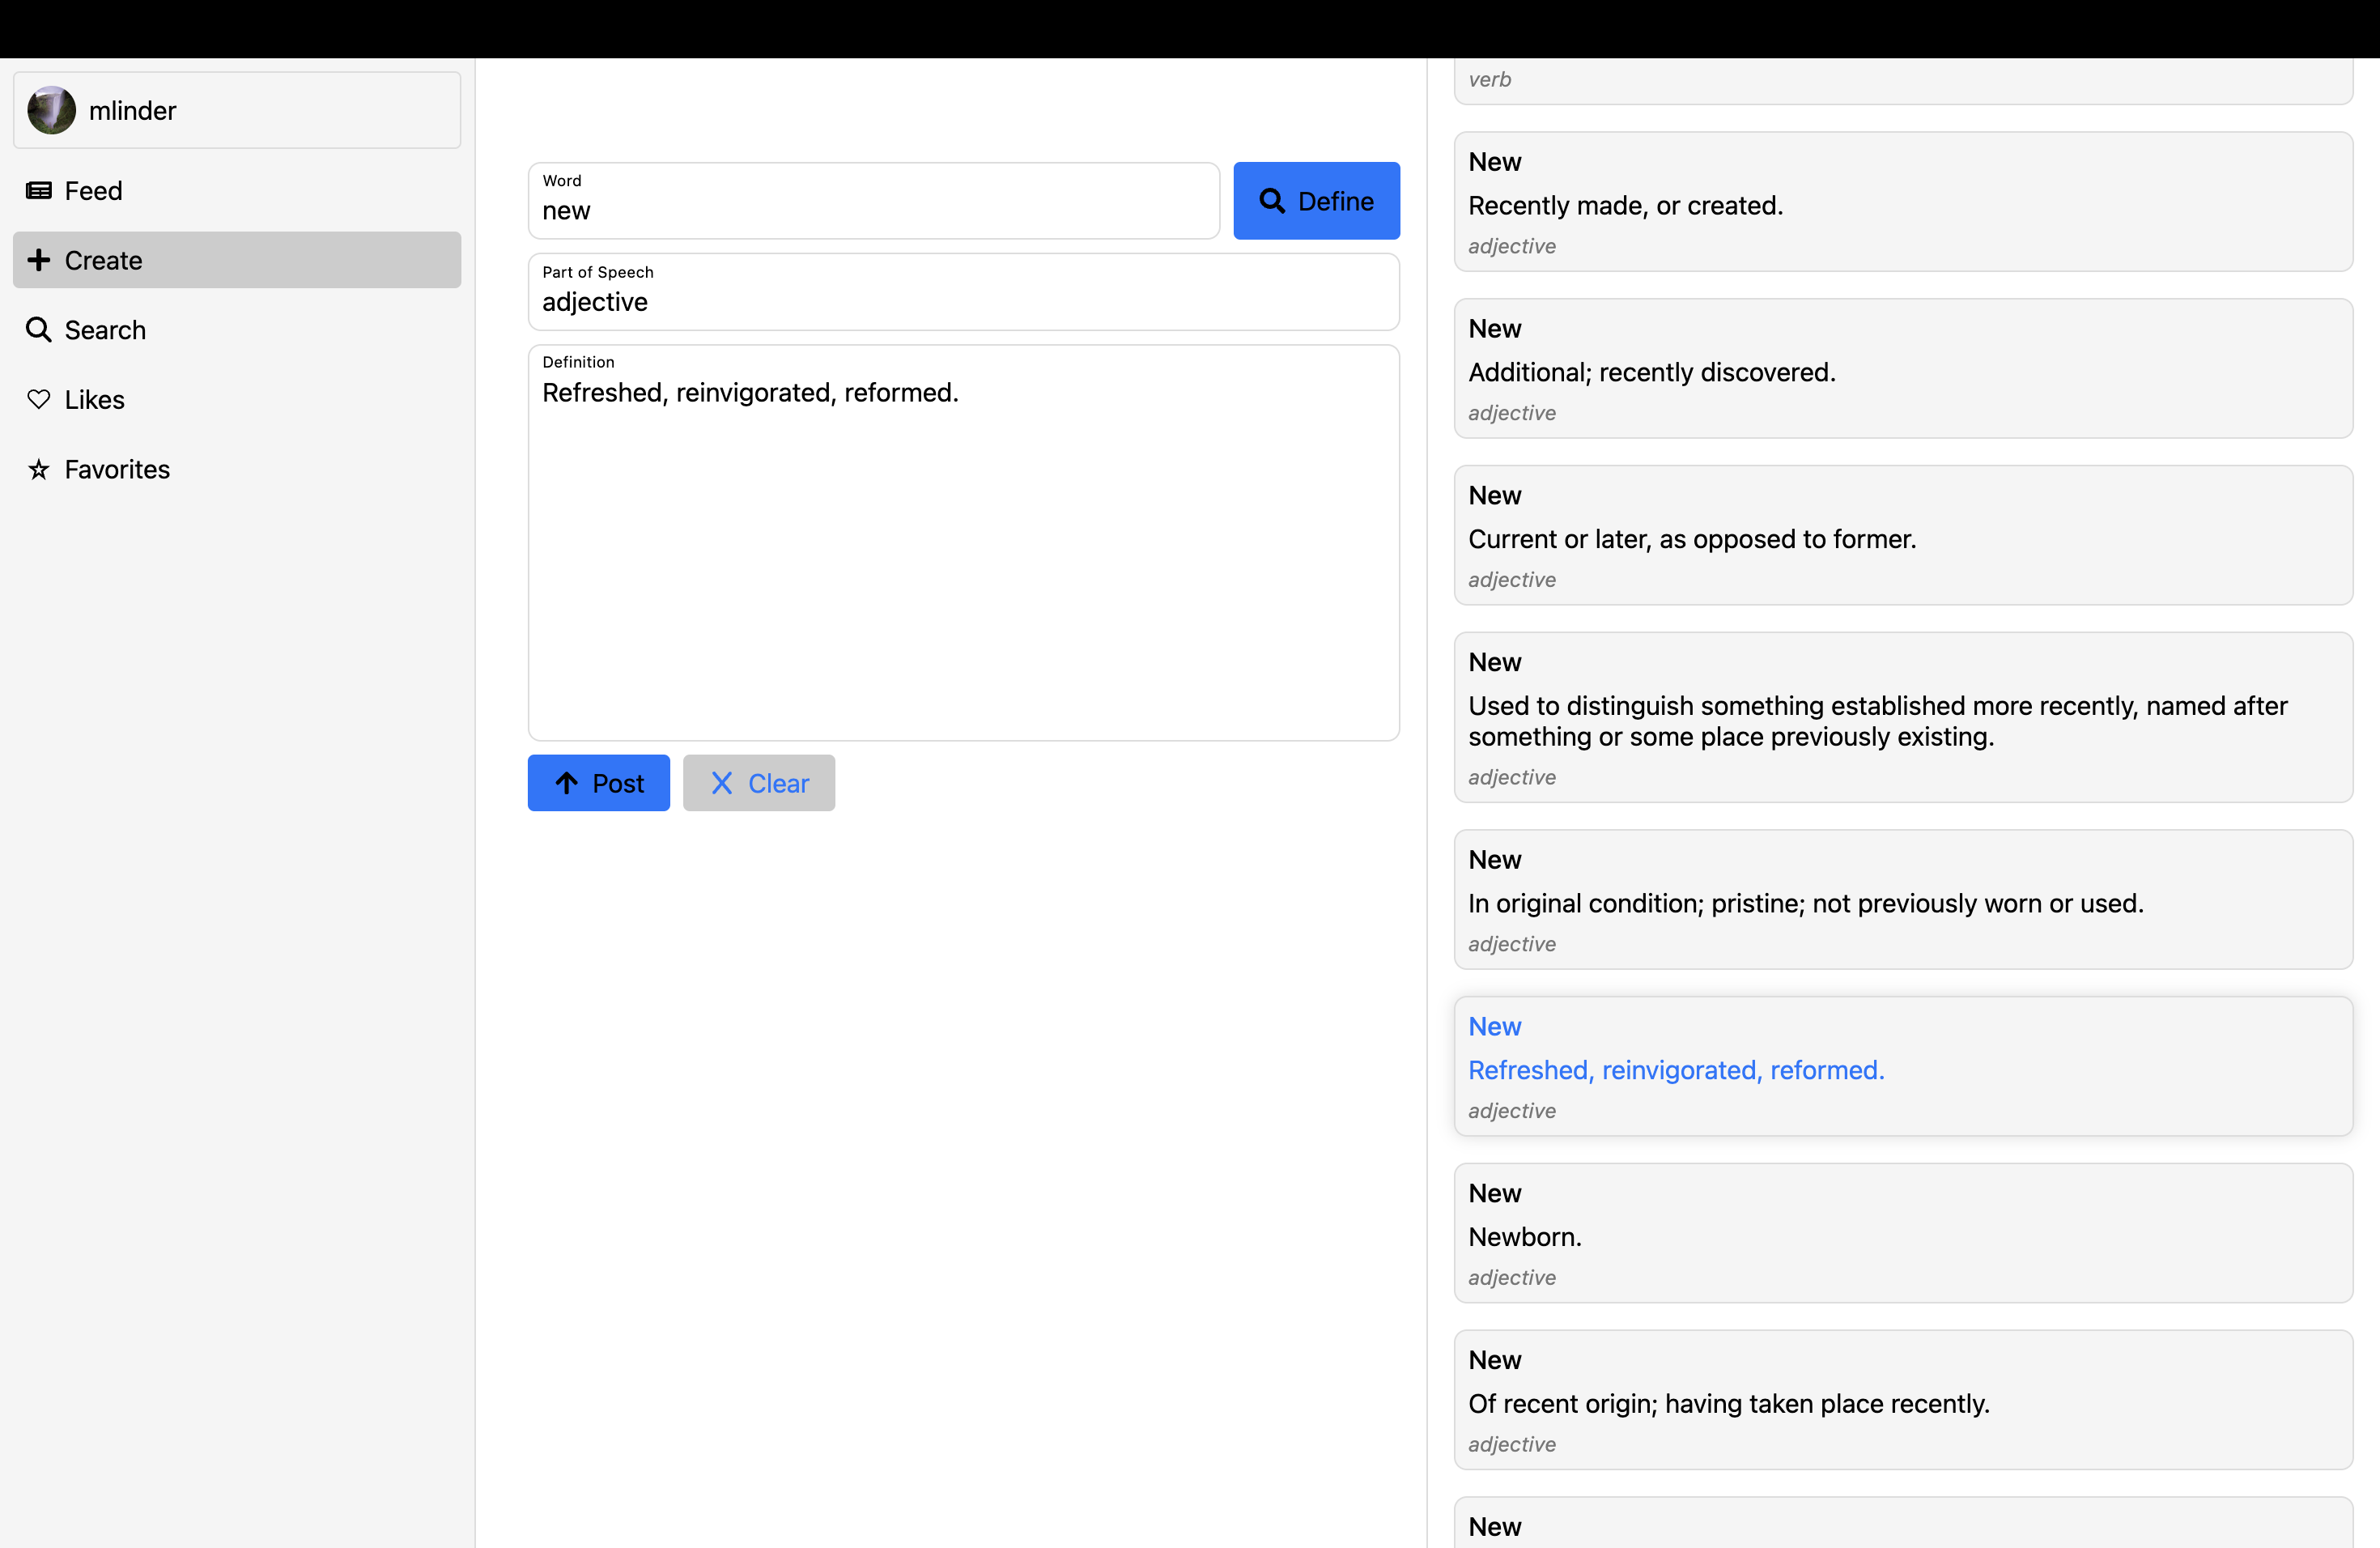 mlinder
Feed
Create
Search
Likes
Favorites
Word
new
Define
Part of Speech
adjective
Definition
Refreshed, reinvigorated, reformed.
Post
Clear
verb
New
Recently made, or created.
adjective
New
Additional; recently discovered.
adjective
New
Current or later, as opposed to former.
adjective
New
Used to distinguish something established more recently, named after
something or some place previously existing.
adjective
New
In original condition; pristine; not previously worn or used.
adjective
New
Refreshed, reinvigorated, reformed.
adjective
New
Newborn.
adjective
New
Of recent origin; having taken place recently.
adjective
New